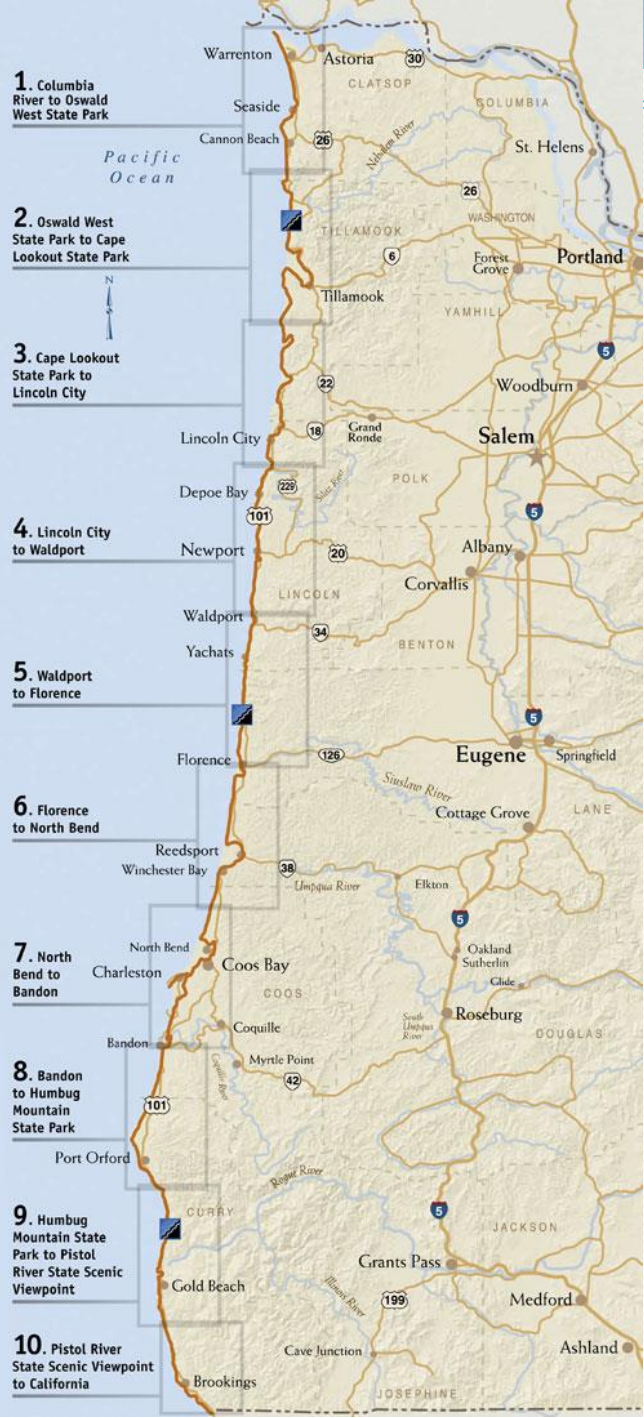 1. Columbia
River to Oswald
West State Park
2. Oswald West
State Park to Cape
Lookout State Park
3. Cape Lookout
State Park to
Lincoln City
4. Lincoln City
to Waldport
5. Waldport
to Florence
6. Florence
to North Bend
7. North
Bend to
Bandon
8. Bandon
to Humbug
Mountain
State Park
9. Humbug
Mountain State
Park to Pistol
River State Scenic
Viewpoint
10. Pistol River
State Scenic Viewpoint
to California
Pacific
Ocean
N
Warrenton
Astoria
30
CLATSOP
COLUMBIA
Seaside
Cannon Beach
26
Nehalem River
St. Helens
26
TILLAMOOK
WASHINGTON
6
Forest
Grove
Portland
Tillamook
YAMHILL
5
22
Woodburn
Lincoln City
18
Grand
Ronde
Salem
Depoe Bay
229
Siletz River
POLK
101
5
Newport
20
Albany
Corvallis
LINCOLN
Waldport
34
BENTON
Yachats
5
Florence
126
Eugene
Springfield
Siuslaw River
LANE
Cottage Grove
Reedsport
Winchester Bay
38
Umpqua River
Elkton
5
North Bend
Oakland
Sutherlin
Charleston
Coos Bay
Glide
COOS
South
Umpqua
River
Roseburg
Coquille
DOUGLAS
Bandon
Myrtle Point
Coquille River
42
101
Port Orford
Rogue River
CURRY
5
JACKSON
Grants Pass
Gold Beach
Illinois River
199
Medford
Cave Junction
Ashland
Brookings
JOSEPHINE